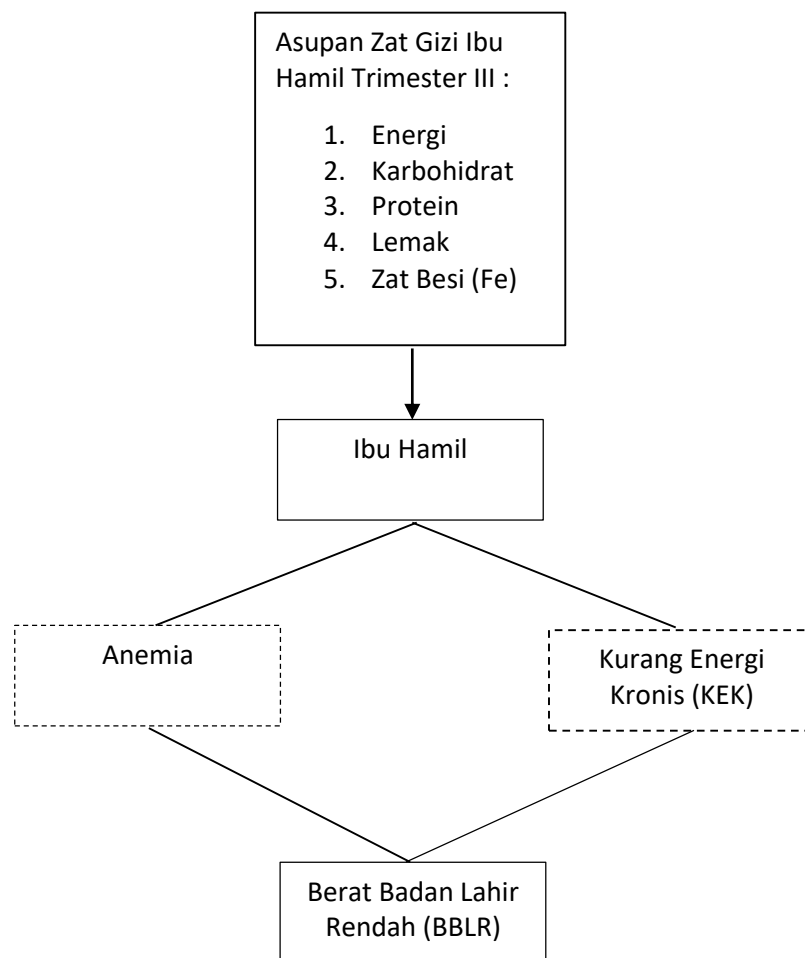 Asupan Zat Gizi Ibu
Hamil Trimester III :
1. Energi
2. Karbohidrat
3. Protein
4. Lemak
5. Zat Besi (Fe)
Ibu Hamil
Anemia
Kurang Energi
Kronis (KEK)
Berat Badan Lahir
Rendah (BBLR)